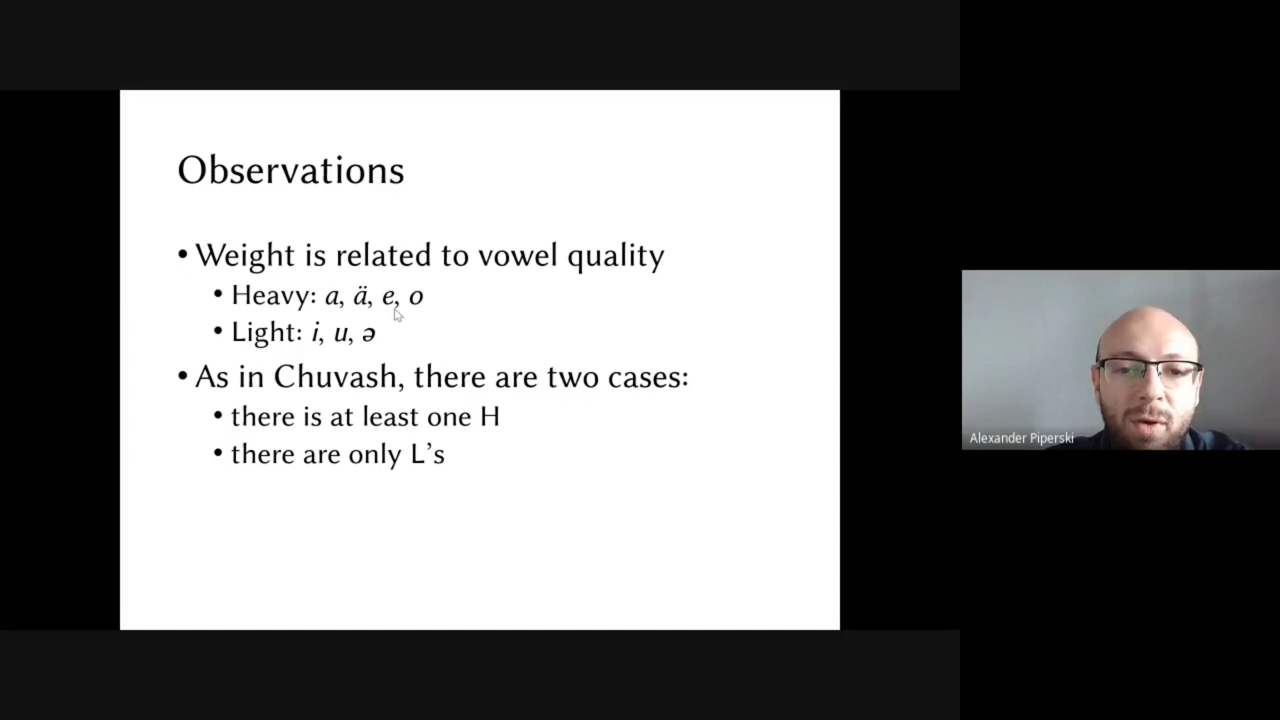 Observations
• Weight is related to vowel quality
• Heavy: a, ä, e, o
• Light: i, u, ə
• As in Chuvash, there are two cases:
• there is at least one H
• there are only L’s
Alexander Piperski